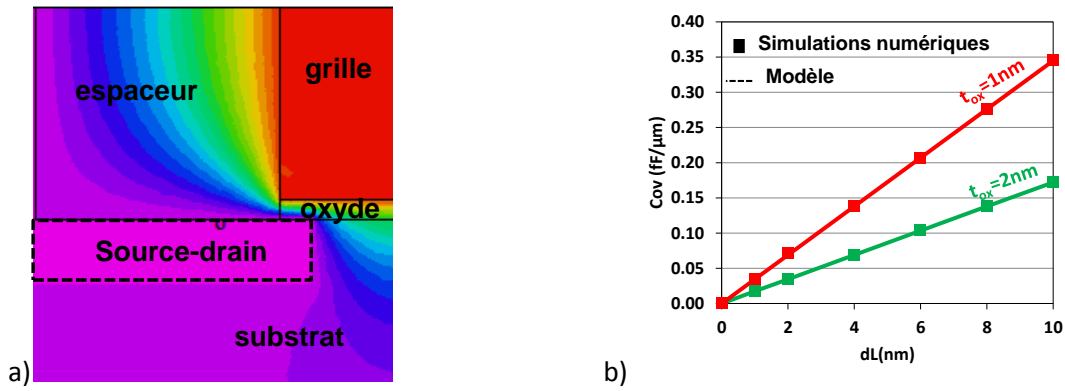 grille
espaceur
oxyde
Source-drain
substrat
a)
0.40
0.35
0.30
0.25
0.20
0.15
0.10
0.05
0.00
Cov (fF/µm)
Simulations numériques
Modèle
tox=1nm
tox=2nm
0 2 4 6 8 10
dL(nm)
b)